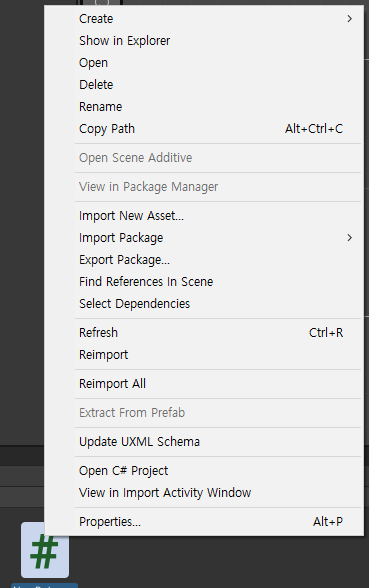 Create
Show in Explorer
Open
Delete
Rename
Copy Path Alt+Ctrl+C
Open Scene Additive
View in Package Manager
Import New Asset...
Import Package
Export Package...
Find References In Scene
Select Dependencies
Refresh Ctrl+R
Reimport
Reimport All
Extract From Prefab
Update UXML Schema
Open C# Project
View in Import Activity Window
Properties... Alt+P
#